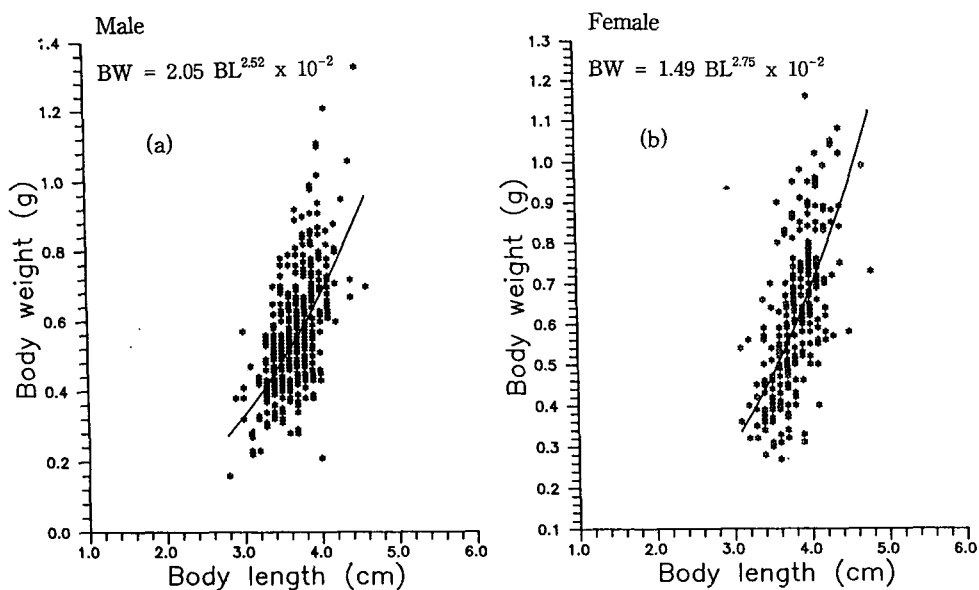 Male
BW = 2.05 BL^2.52 x 10^-2
(a)
1.4
1.2
1.0
0.8
0.6
0.4
0.2
0.0
Body weight (g)
1.0 2.0 3.0 4.0 5.0 6.0
Body length (cm)
Female
BW = 1.49 BL^2.75 x 10^-2
(b)
1.3
1.2
1.1
1.0
0.9
0.8
0.7
0.6
0.5
0.4
0.3
0.2
0.1
Body weight (g)
1.0 2.0 3.0 4.0 5.0 6.0
Body length (cm)